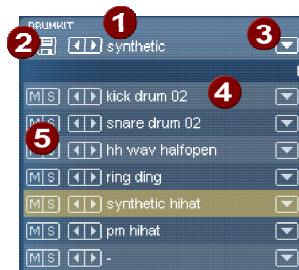 DRUMKIT
1
2
synthetic
3
M S kick drum 02
4
M S snare drum 02
5
M S hh wav halfopen
M S ring ding
M S synthetic hihat
M S pm hihat
M S -